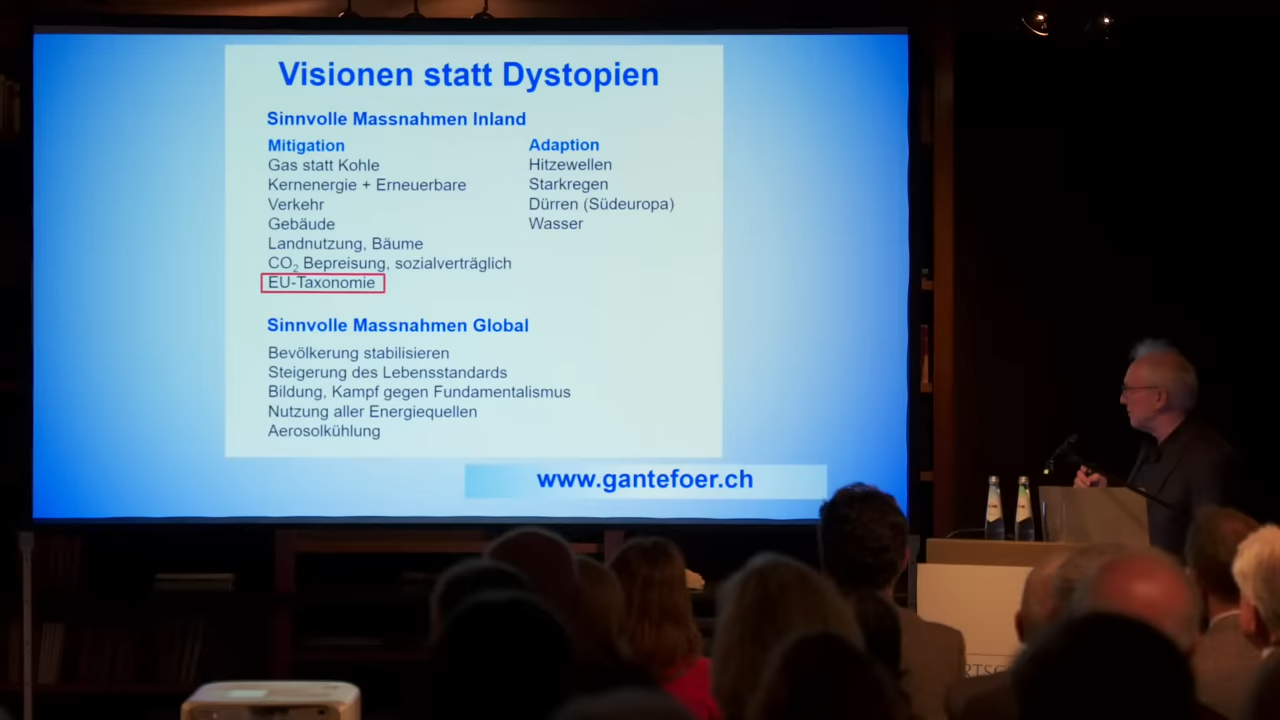 Visionen statt Dystopien
Sinnvolle Massnahmen Inland
Mitigation
Gas statt Kohle
Kernenergie + Erneuerbare
Verkehr
Gebäude
Landnutzung, Bäume
CO₂ Bepreisung, sozialverträglich
EU-Taxonomie
Adaption
Hitzewellen
Starkregen
Dürren (Südeuropa)
Wasser
Sinnvolle Massnahmen Global
Bevölkerung stabilisieren
Steigerung des Lebensstandards
Bildung, Kampf gegen Fundamentalismus
Nutzung aller Energiequellen
Aerosolkühlung
www.gantefoer.ch